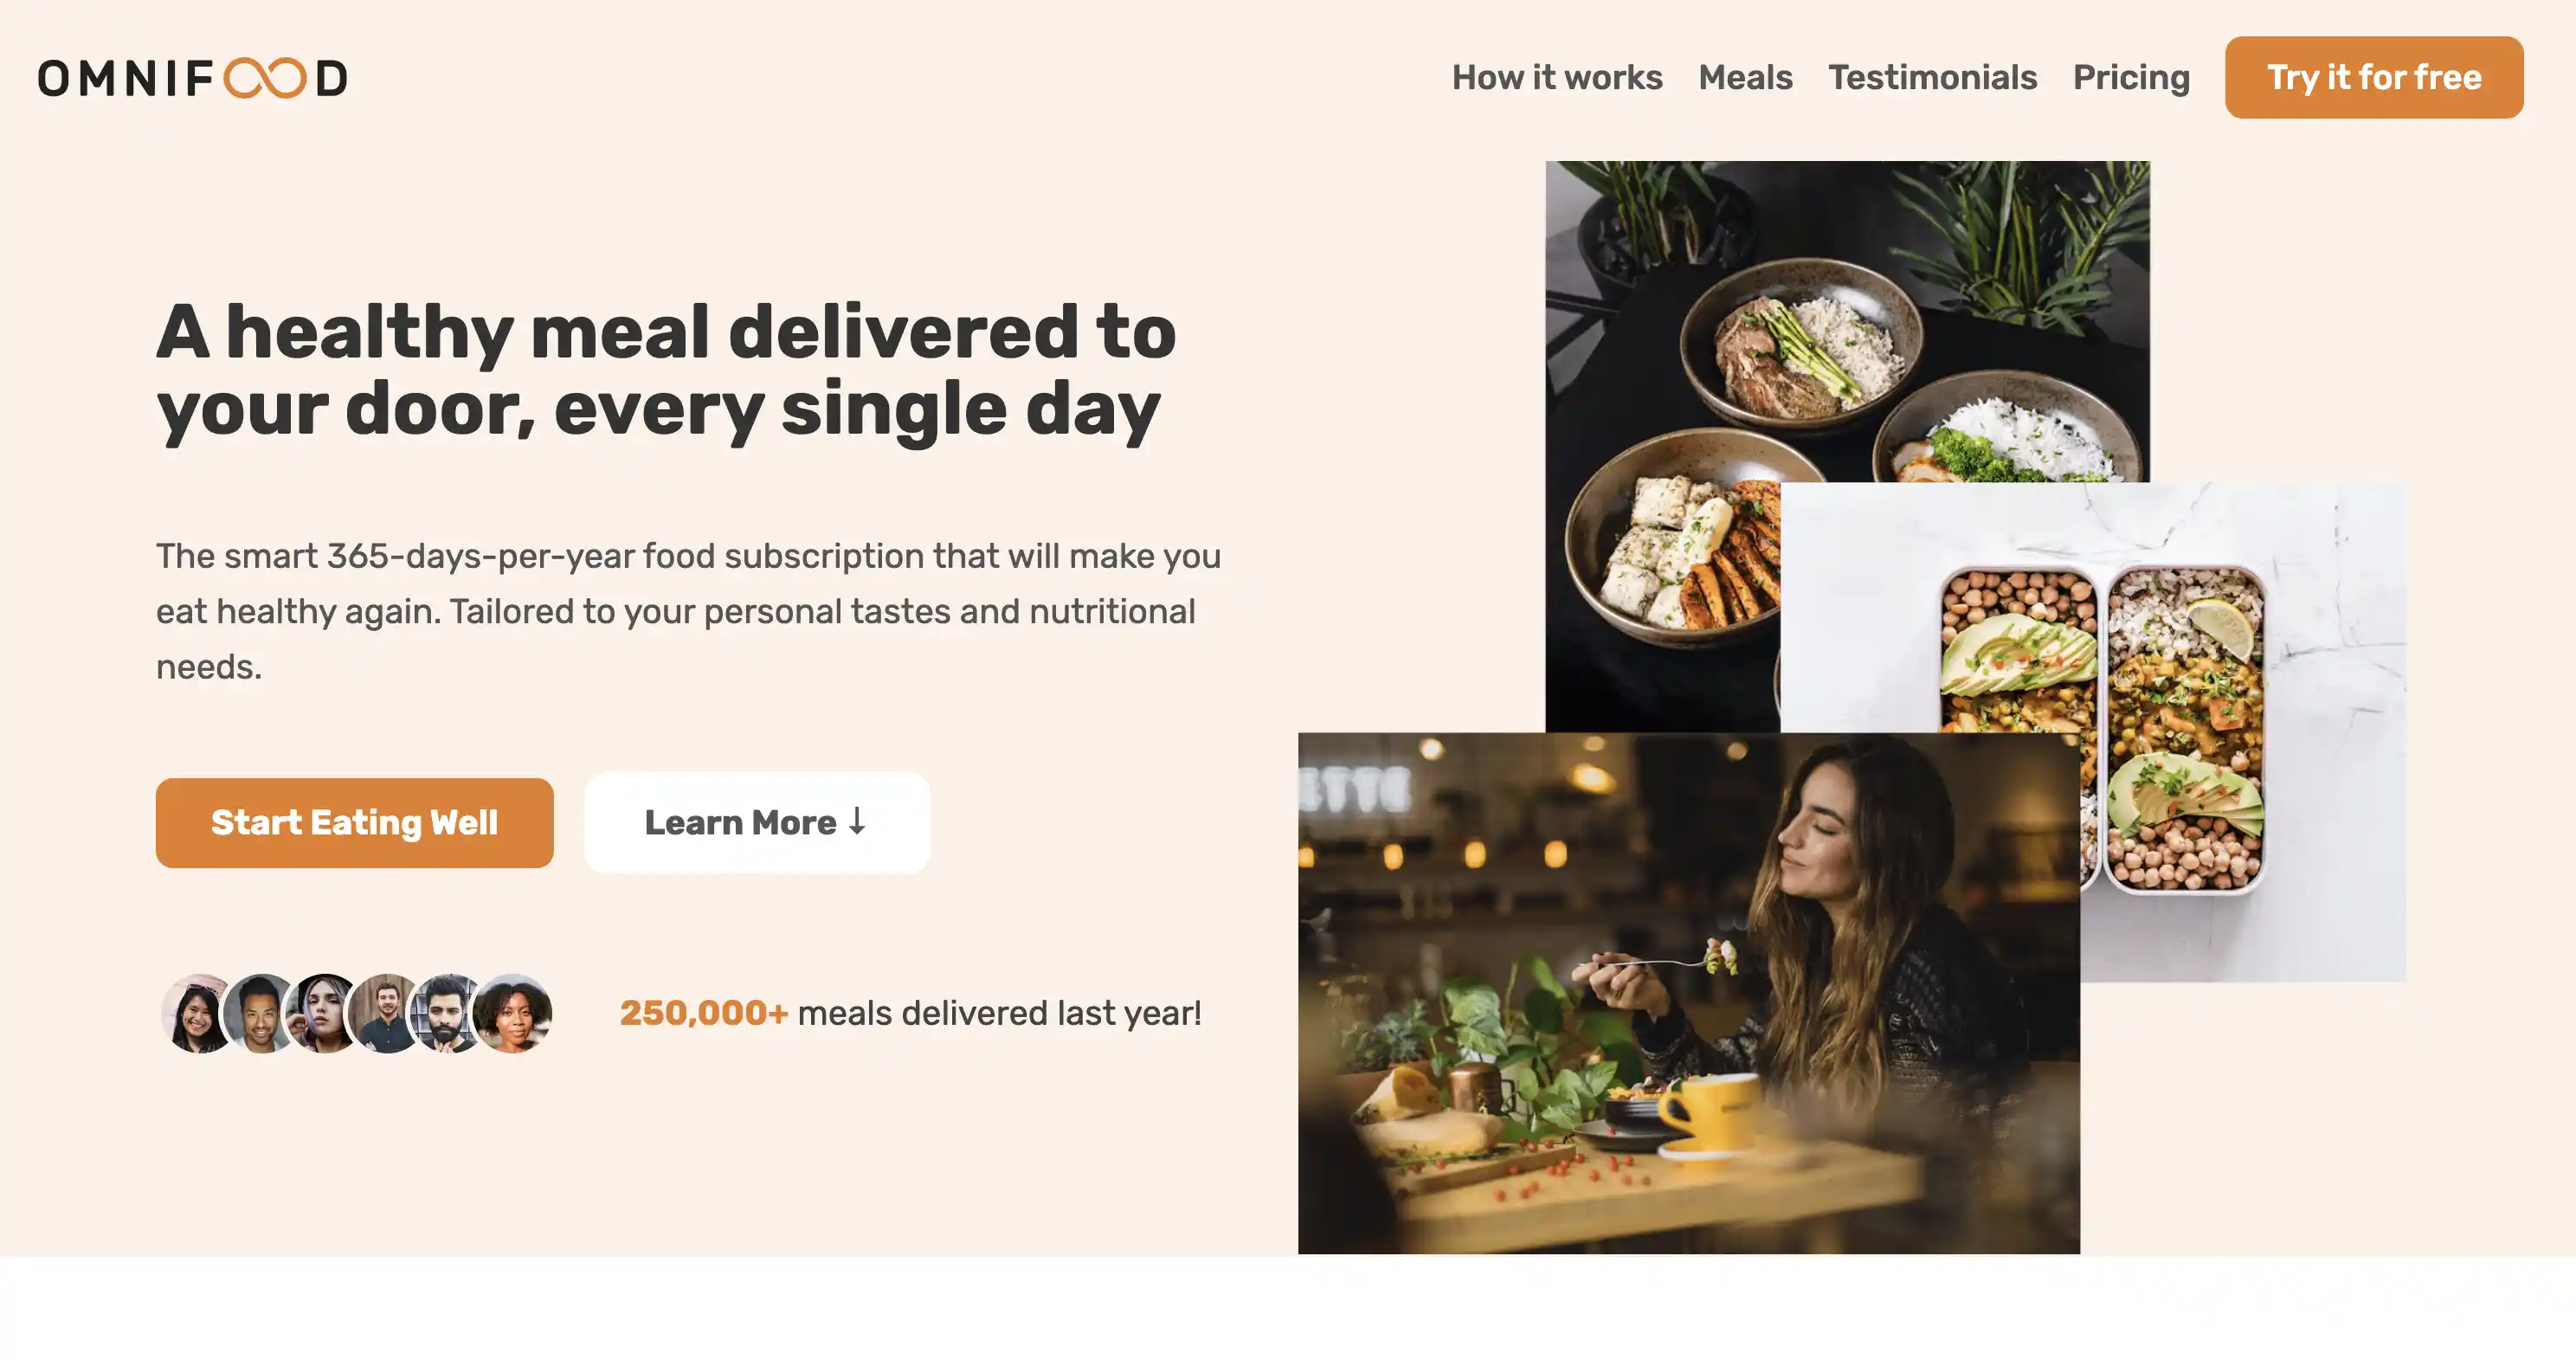 OMNIFOOD
How it works
Meals
Testimonials
Pricing
Try it for free
A healthy meal delivered to
your door, every single day
The smart 365-days-per-year food subscription that will make you
eat healthy again. Tailored to your personal tastes and nutritional
needs.
Start Eating Well
Learn More ↓
250,000+ meals delivered last year!